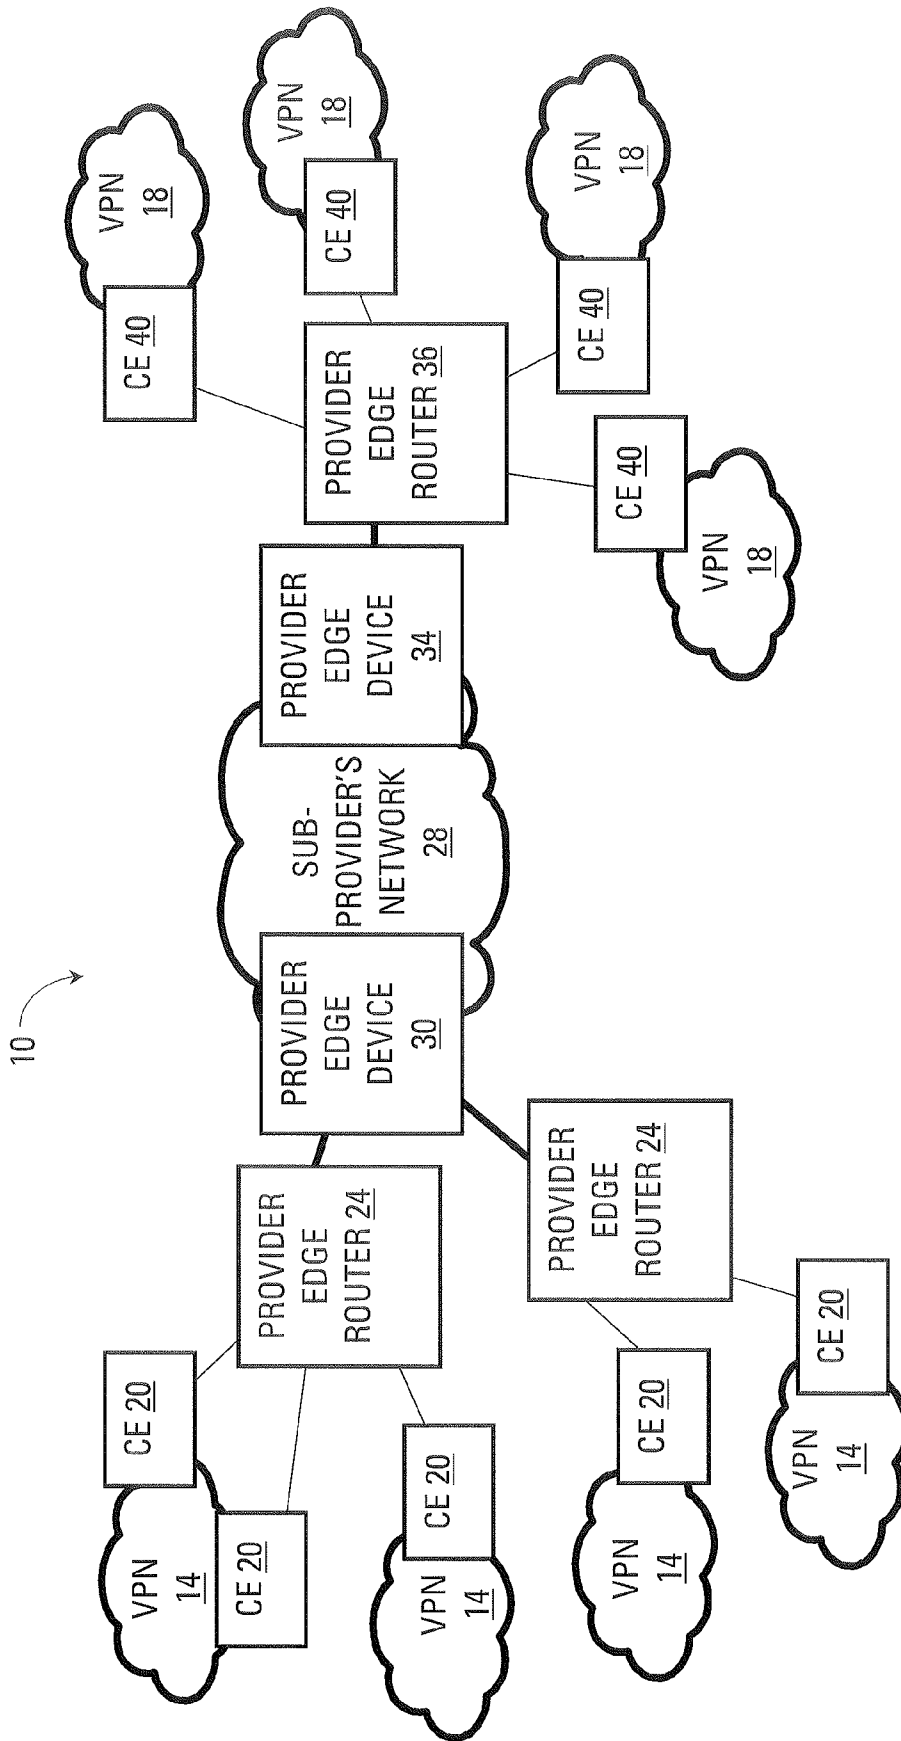 10
VPN
14
CE 20
CE 20
VPN
14
CE 20
VPN
14
CE 20
VPN
14
CE 20
PROVIDER
EDGE
ROUTER 24
PROVIDER
EDGE
ROUTER 24
PROVIDER
EDGE
DEVICE
30
SUB-
PROVIDER'S
NETWORK
28
PROVIDER
EDGE
DEVICE
34
PROVIDER
EDGE
ROUTER 36
CE 40
VPN
18
CE 40
VPN
18
CE 40
VPN
18
CE 40
VPN
18